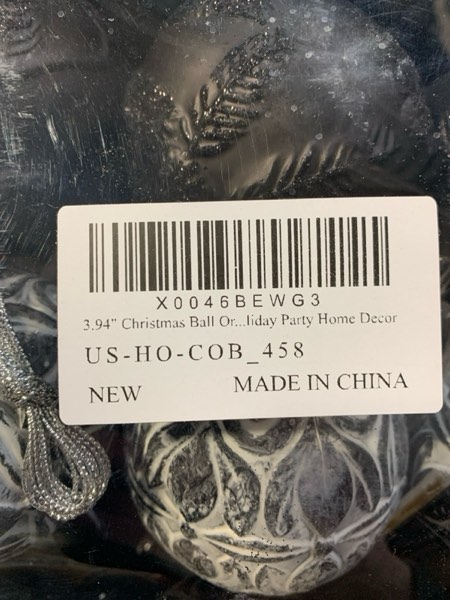 X0046BEWG3
3.94" Christmas Ball Or...liday Party Home Decor
US-HO-COB_458
NEW MADE IN CHINA